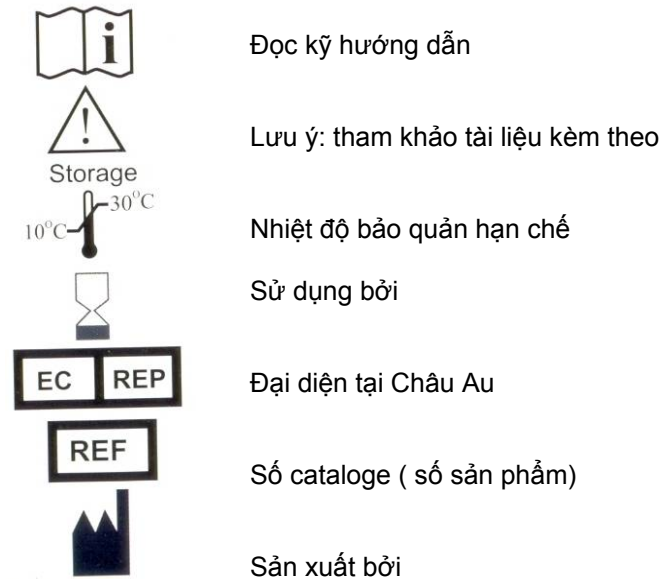 i
Đọc kỹ hướng dẫn
!
Lưu ý: tham khảo tài liệu kèm theo
Storage
30°C
10°C
Nhiệt độ bảo quản hạn chế
Sử dụng bởi
EC REP
Đại diện tại Châu Au
REF
Số cataloge ( số sản phẩm)
Sản xuất bởi